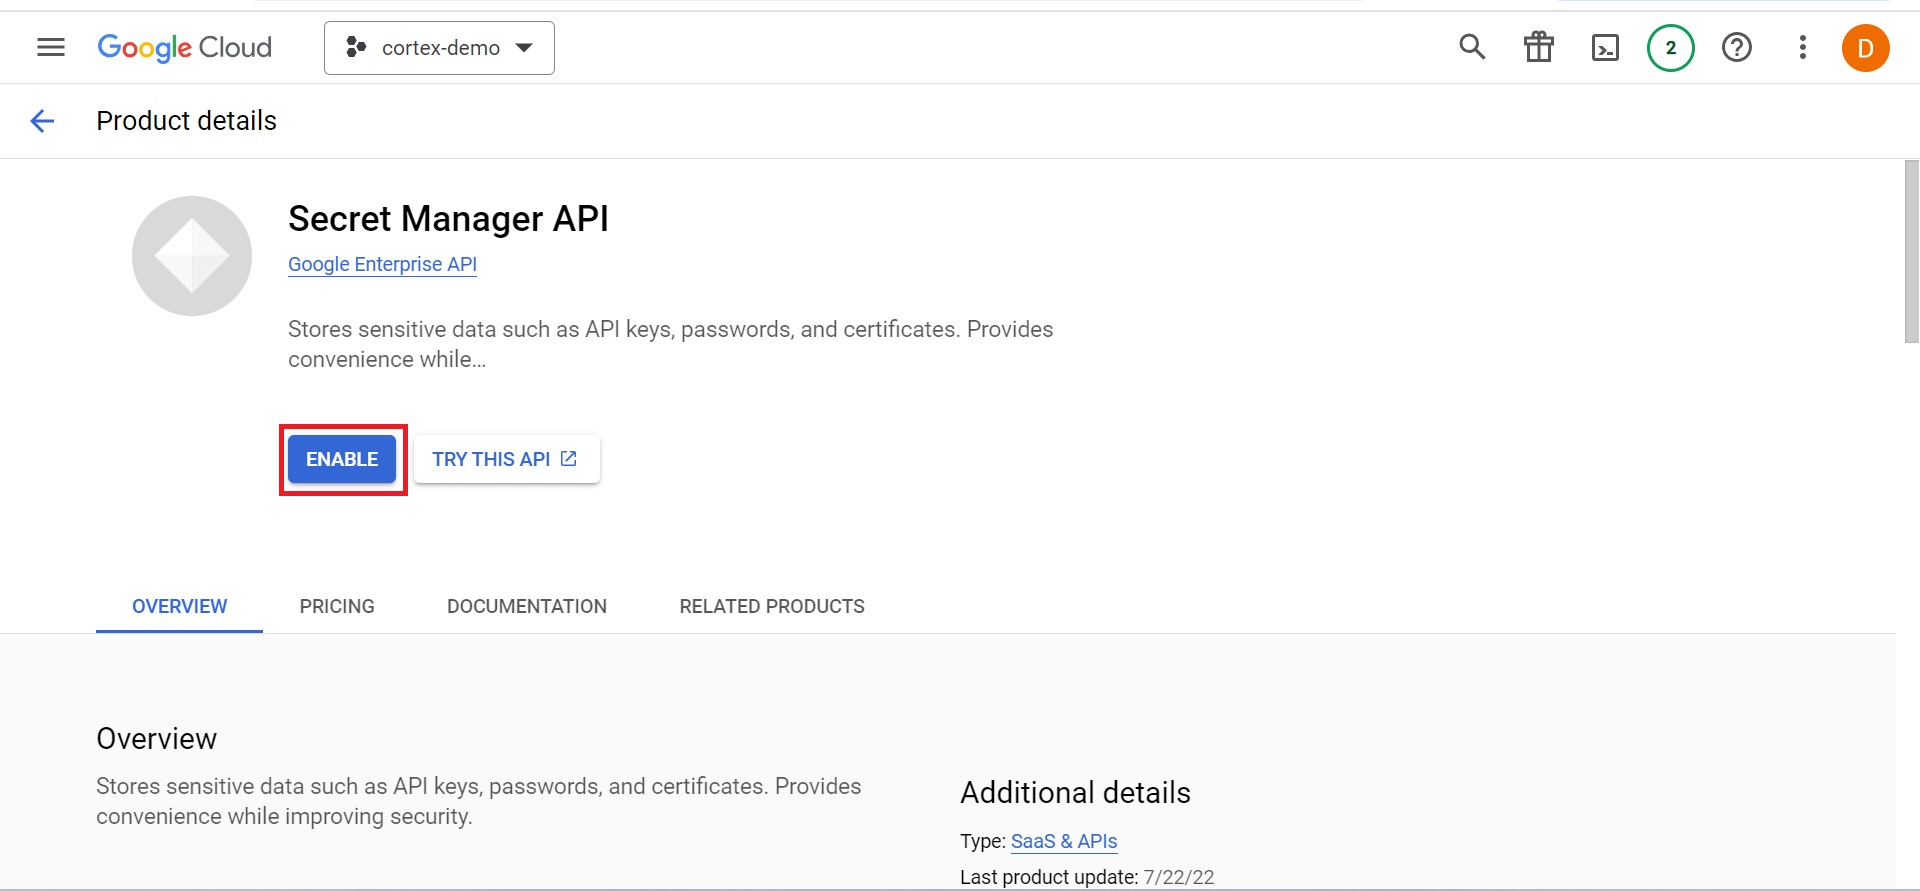 Google Cloud
cortex-demo
2
D
Product details
Secret Manager API
Google Enterprise API
Stores sensitive data such as API keys, passwords, and certificates. Provides
convenience while...
ENABLE
TRY THIS API
OVERVIEW
PRICING
DOCUMENTATION
RELATED PRODUCTS
Overview
Stores sensitive data such as API keys, passwords, and certificates. Provides
convenience while improving security.
Additional details
Type: SaaS & APIs
Last product update: 7/22/22